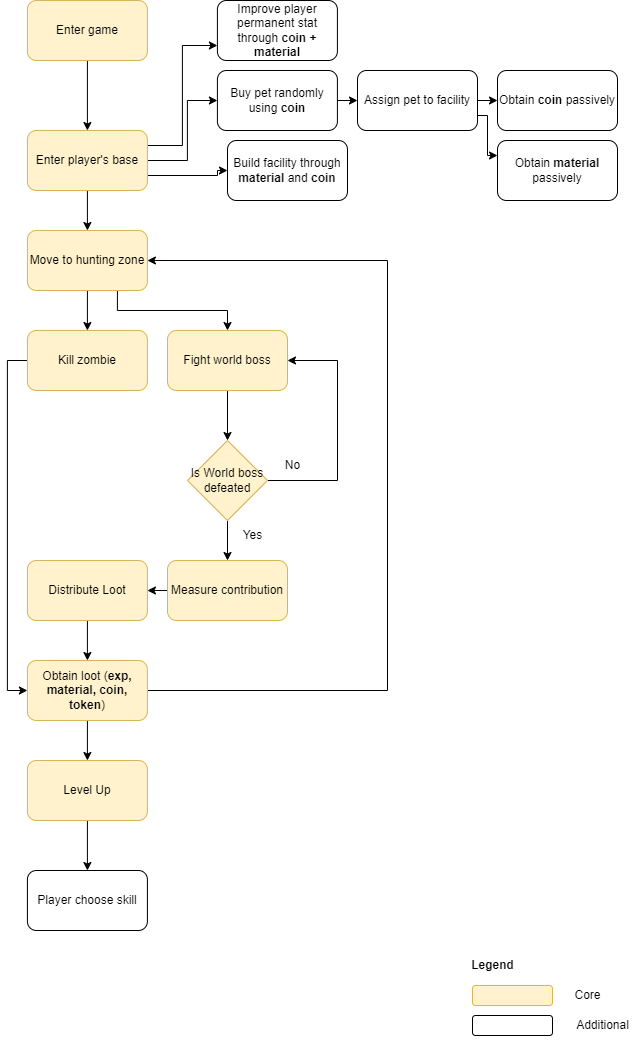 Enter game
Improve player
permanent stat
through coin +
material
Buy pet randomly
using coin
Assign pet to facility
Obtain coin passively
Enter player's base
Build facility through
material and coin
Obtain material
passively
Move to hunting zone
Kill zombie
Fight world boss
Is World boss
defeated
No
Yes
Distribute Loot
Measure contribution
Obtain loot (exp,
material, coin,
token)
Level Up
Player choose skill
Legend
Core
Additional